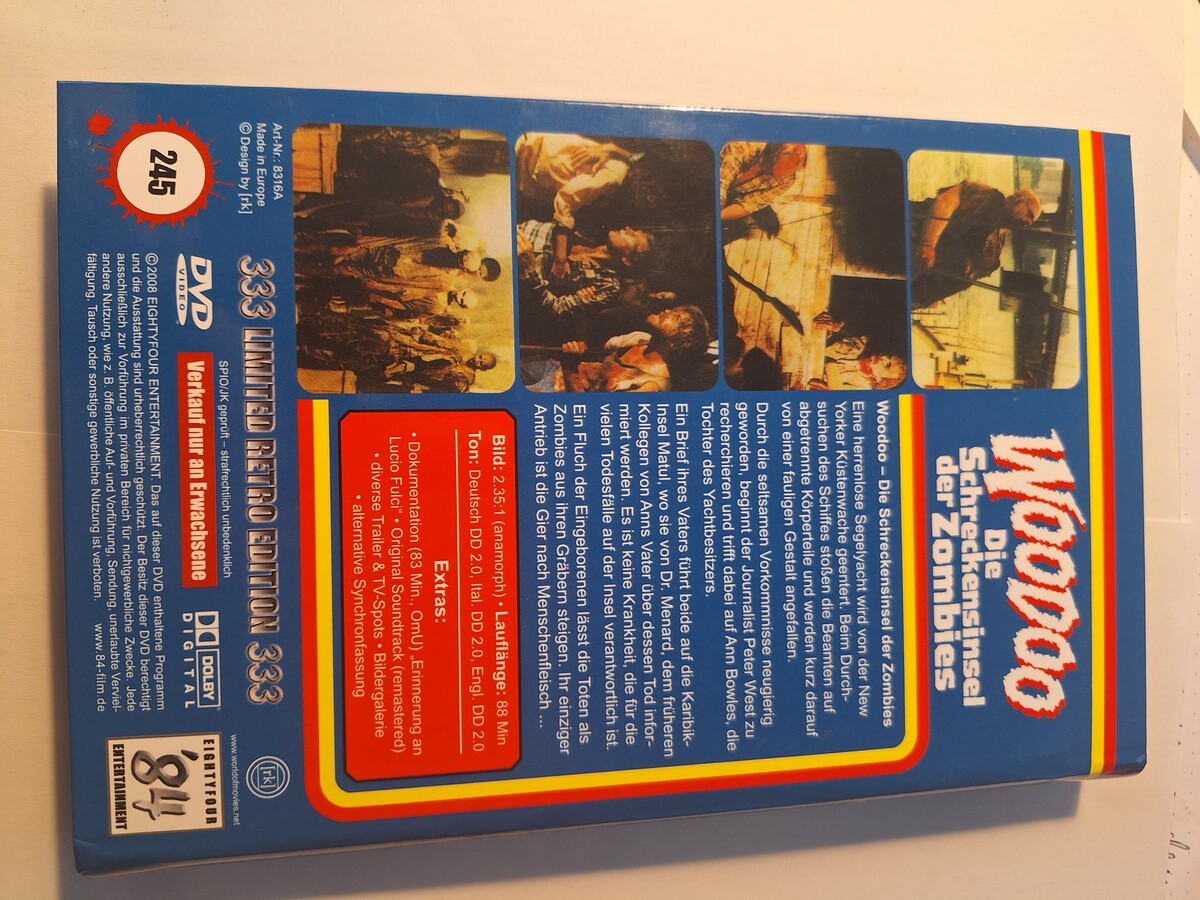 WOODOO
Die
Schreckensinsel
der Zombies
Woodoo – Die Schreckensinsel der Zombies
Eine herrenlose Segelyacht wird von der New
Yorker Küstenwache geentert. Beim Durch-
suchen des Schiffes stoßen die Beamten auf
abgetrennte Körperteile und werden kurz darauf
von einer fauligen Gestalt angefallen.
Durch die seltsamen Vorkommnisse neugierig
geworden, beginnt der Journalist Peter West zu
recherchieren und trifft dabei auf Ann Bowles, die
Tochter des Yachtbesitzers.
Ein Brief ihres Vaters führt beide auf die Karibik-
Insel Matul, wo sie von Dr. Menard, dem früheren
Kollegen von Anns Vater über dessen Tod infor-
miert werden. Es ist keine Krankheit, die für die
vielen Todesfälle auf der Insel verantwortlich ist.
Ein Fluch der Eingeborenen lässt die Toten als
Zombies aus ihren Gräbern steigen. Ihr einziger
Antrieb ist die Gier nach Menschenfleisch ...
Bild: 2.35:1 (anamorph) • Lauflänge: 88 Min
Ton: Deutsch DD 2.0, Ital. DD 2.0, Engl. DD 2.0
Extras:
• Dokumentation (83 Min., OmU) „Erinnerung an
Lucio Fulci" • Original Soundtrack (remastered)
• diverse Trailer & TV-Spots • Bildergalerie
• alternative Synchronfassung
Art-Nr.: 8316A
Made in Europe
© Design by [rk]
333 LIMITED RETRO EDITION 333
[rk]
www.worldofmovies.net
245
DVD
VIDEO
SPIO/JK geprüft – strafrechtlich unbedenklich
Verkauf nur an Erwachsene
DOLBY
DIGITAL
EIGHTYFOUR
'84
ENTERTAINMENT
©2008 EIGHTYFOUR ENTERTAINMENT. Das auf dieser DVD enthaltene Programm
und die Ausstattung sind urheberrechtlich geschützt. Der Besitz dieser DVD berechtigt
ausschließlich zur Vorführung im privaten Bereich für nichtgewerbliche Zwecke. Jede
andere Nutzung, wie z. B. öffentliche Auf- und Vorführung, Sendung, unerlaubte Verviel-
fältigung, Tausch oder sonstige gewerbliche Nutzung ist verboten. www.84-film.de